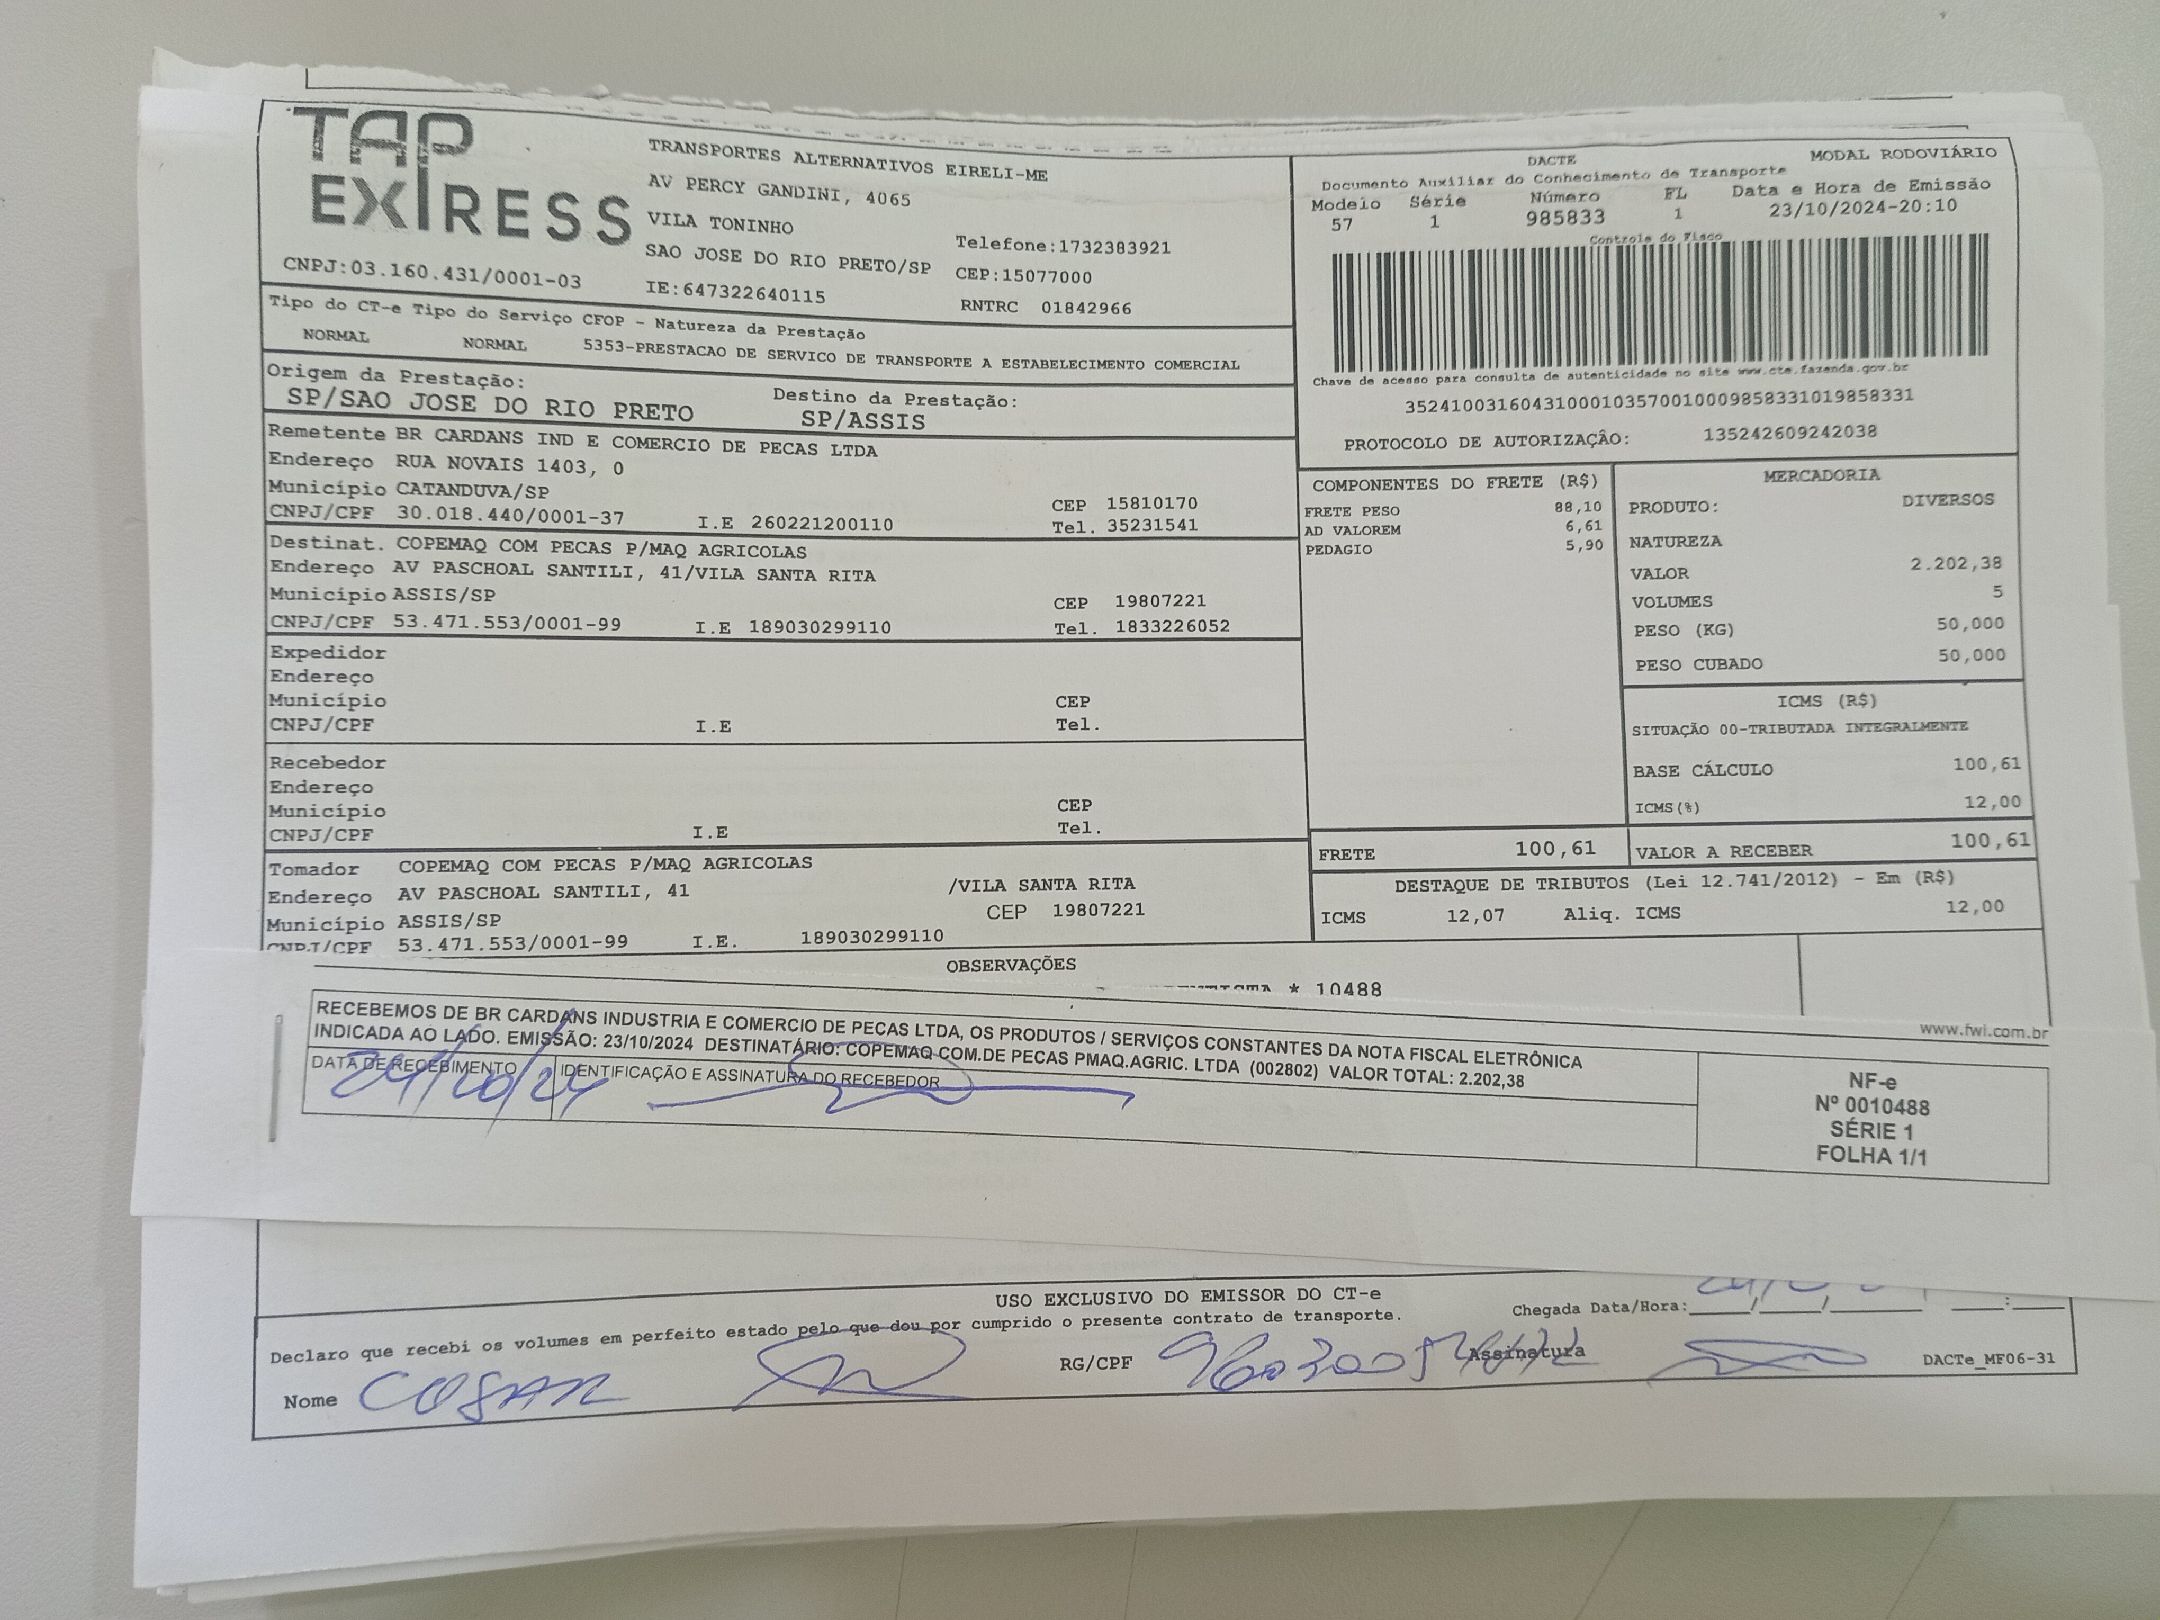 TAP EXPRESS
TRANSPORTES ALTERNATIVOS EIRELI-ME
AV PERCY GANDINI, 4065
VILA TONINHO
SAO JOSE DO RIO PRETO/SP
Telefone:1732383921
CEP:15077000
CNPJ:03.160.431/0001-03
IE:647322640115
RNTRC 01842966
DACTE MODAL RODOVIÁRIO
Documento Auxiliar do Conhecimento de Transporte
Modelo Série Número FL Data e Hora de Emissão
57 1 985833 1 23/10/2024-20:10
Controle do Fisco
Chave de acesso para consulta de autenticidade no site www.cte.fazenda.gov.br
35241003160431000103570010009858331019858331
PROTOCOLO DE AUTORIZAÇÂO: 135242609242038
Tipo do CT-e Tipo do Serviço CFOP - Natureza da Prestação
NORMAL NORMAL 5353-PRESTACAO DE SERVICO DE TRANSPORTE A ESTABELECIMENTO COMERCIAL
Origem da Prestação: Destino da Prestação:
SP/SAO JOSE DO RIO PRETO SP/ASSIS
Remetente BR CARDANS IND E COMERCIO DE PECAS LTDA
Endereço RUA NOVAIS 1403, 0
Município CATANDUVA/SP CEP 15810170
CNPJ/CPF 30.018.440/0001-37 I.E 260221200110 Tel. 35231541
Destinat. COPEMAQ COM PECAS P/MAQ AGRICOLAS
Endereço AV PASCHOAL SANTILI, 41/VILA SANTA RITA
Município ASSIS/SP CEP 19807221
CNPJ/CPF 53.471.553/0001-99 I.E 189030299110 Tel. 1833226052
Expedidor
Endereço
Município CEP
CNPJ/CPF I.E Tel.
Recebedor
Endereço
Município CEP
CNPJ/CPF I.E Tel.
Tomador COPEMAQ COM PECAS P/MAQ AGRICOLAS
Endereço AV PASCHOAL SANTILI, 41 /VILA SANTA RITA
Município ASSIS/SP CEP 19807221
CNPJ/CPF 53.471.553/0001-99 I.E. 189030299110
COMPONENTES DO FRETE (R$)
FRETE PESO 88,10
AD VALOREM 6,61
PEDAGIO 5,90
MERCADORIA
PRODUTO: DIVERSOS
NATUREZA
VALOR 2.202,38
VOLUMES 5
PESO (KG) 50,000
PESO CUBADO 50,000
ICMS (R$)
SITUAÇÃO 00-TRIBUTADA INTEGRALMENTE
BASE CÁLCULO 100,61
ICMS(%) 12,00
FRETE 100,61 VALOR A RECEBER 100,61
DESTAQUE DE TRIBUTOS (Lei 12.741/2012) - Em (R$)
ICMS 12,07 Aliq. ICMS 12,00
OBSERVAÇÕES
* 10488
www.fwi.com.br
RECEBEMOS DE BR CARDANS INDUSTRIA E COMERCIO DE PECAS LTDA, OS PRODUTOS / SERVIÇOS CONSTANTES DA NOTA FISCAL ELETRÔNICA
INDICADA AO LADO. EMISSÃO: 23/10/2024 DESTINATÁRIO: COPEMAQ COM.DE PECAS PMAQ.AGRIC. LTDA (002802) VALOR TOTAL: 2.202,38
DATA DE RECEBIMENTO IDENTIFICAÇÃO E ASSINATURA DO RECEBEDOR
24/10/24
NF-e
Nº 0010488
SÉRIE 1
FOLHA 1/1
USO EXCLUSIVO DO EMISSOR DO CT-e
Declaro que recebi os volumes em perfeito estado pelo que dou por cumprido o presente contrato de transporte.
Chegada Data/Hora:
Nome RG/CPF Assinatura
DACTe_MF06-31